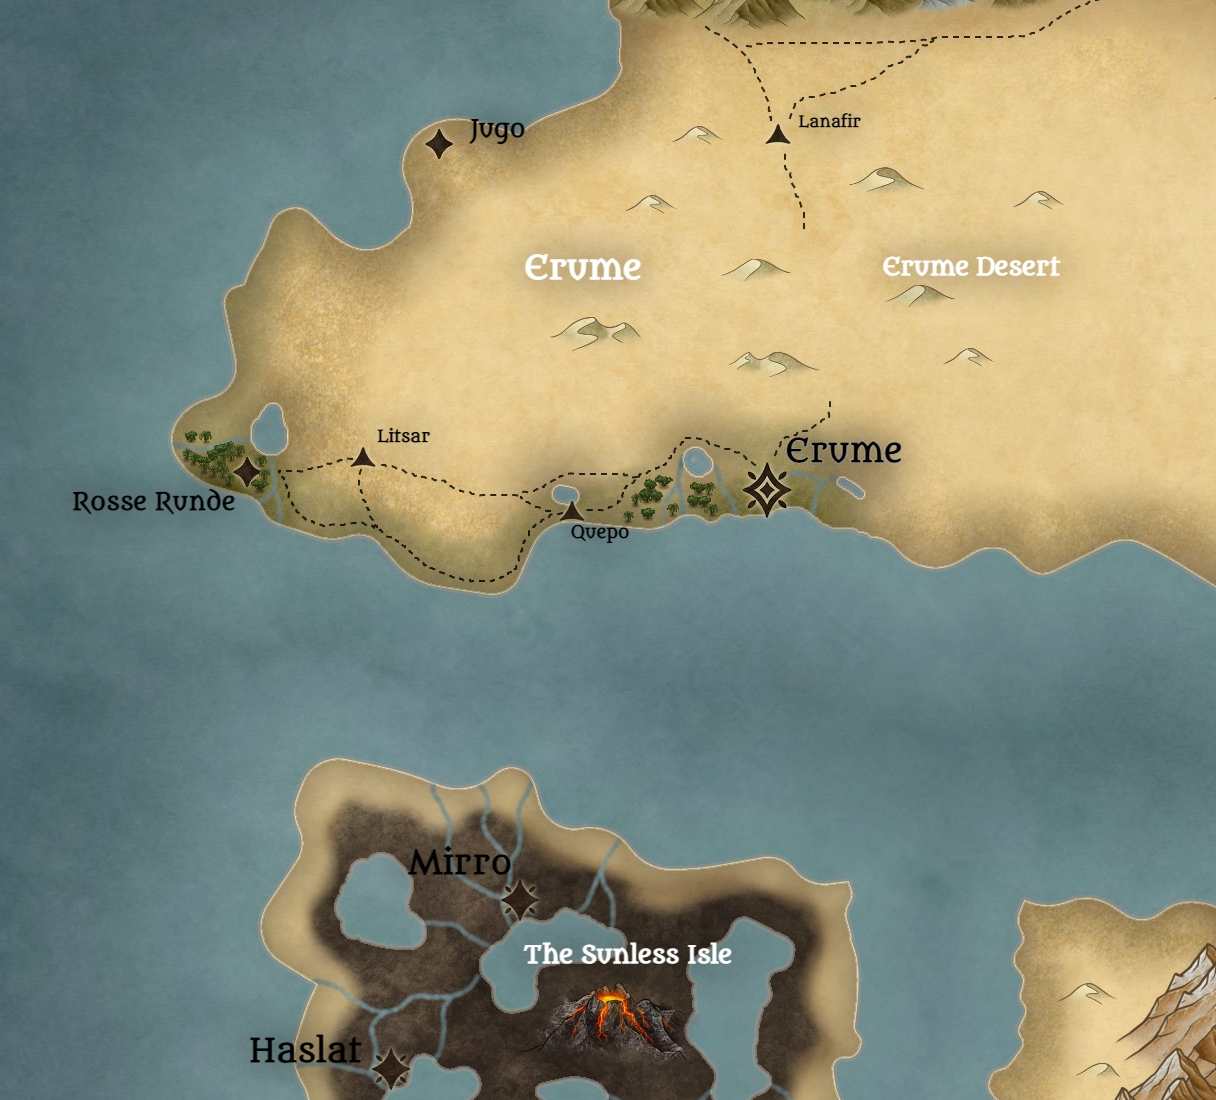 Jugo
Lanafir
Erume
Erume Desert
Litsar
Erume
Rosse Runde
Quepo
Mirro
The Sunless Isle
Haslat